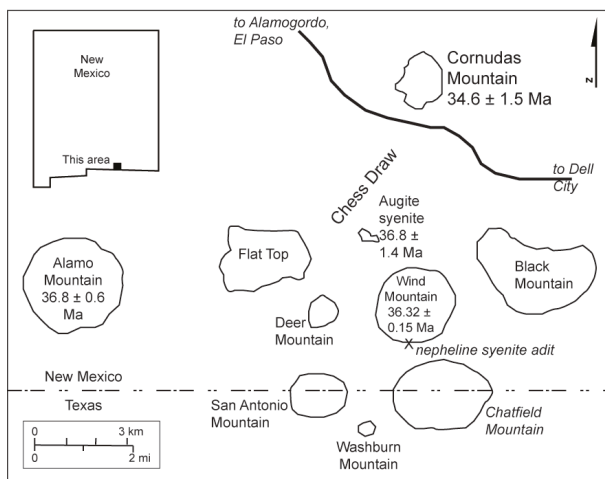 to Alamogordo,
El Paso
Cornudas
Mountain
34.6 ± 1.5 Ma
N
New
Mexico
This area
to Dell
City
Chess Draw
Augite
syenite
36.8 ±
1.4 Ma
Flat Top
Alamo
Mountain
36.8 ± 0.6
Ma
Black
Mountain
Wind
Mountain
36.32 ±
0.15 Ma
Deer
Mountain
X nepheline syenite adit
New Mexico
Texas
San Antonio
Mountain
Chatfield
Mountain
Washburn
Mountain
0 3 km
0 2 mi